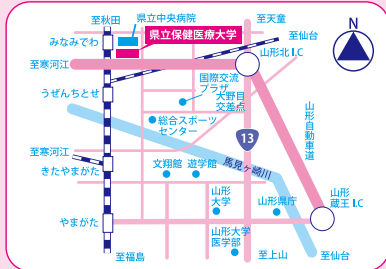 至秋田
県立中央病院
至天童
N
みなみでわ
県立保健医療大学
至仙台
至寒河江
山形北I.C
国際交流
プラザ
大野目
交差点
うぜんちとせ
総合スポーツ
センター
13
山形自動車道
馬見ヶ崎川
至寒河江
きたやまがた
文翔館
遊学館
山形
大学
山形県庁
山形
蔵王I.C
やまがた
山形大学
医学部
至福島
至上山
至仙台